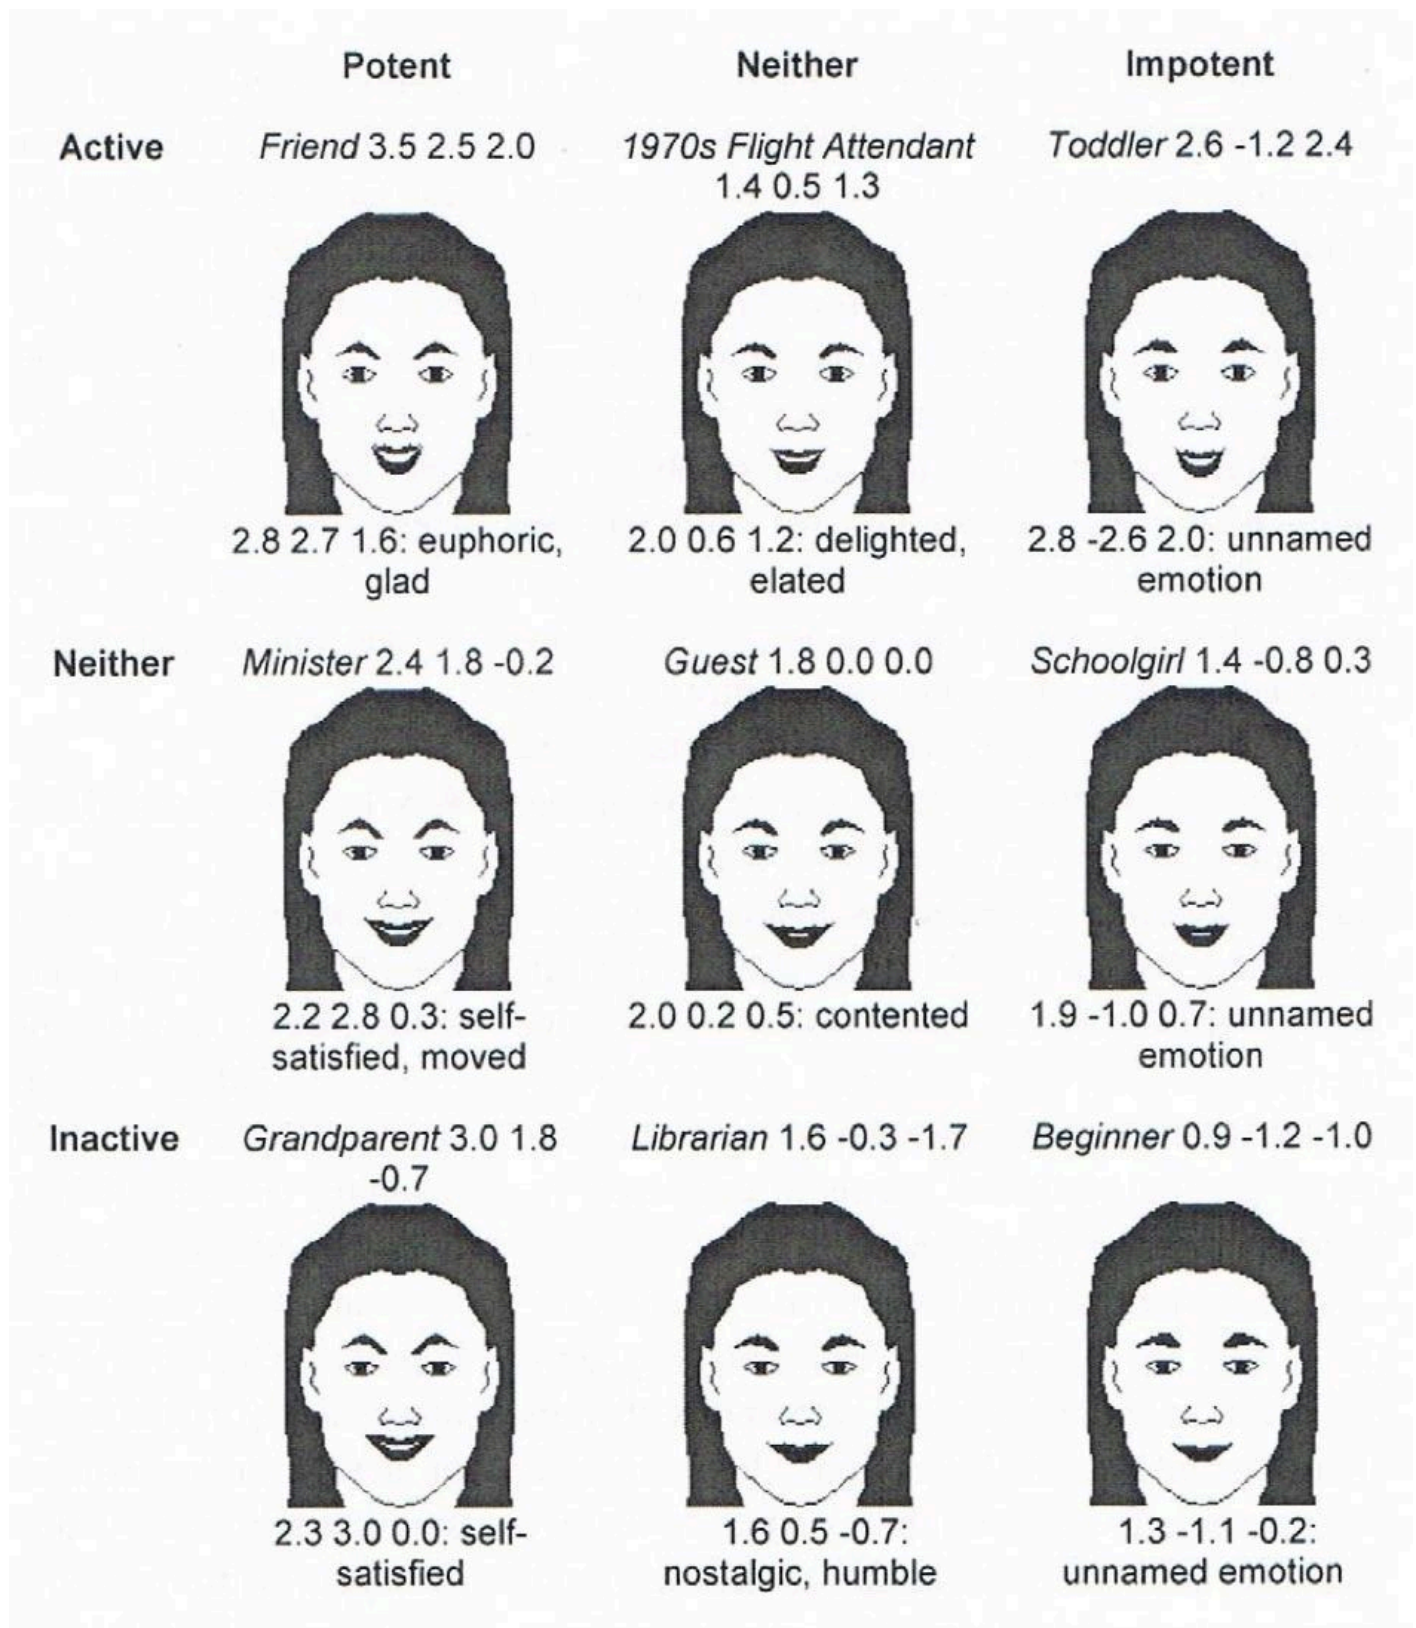 Potent Neither Impotent
Active Friend 3.5 2.5 2.0 1970s Flight Attendant Toddler 2.6 -1.2 2.4
1.4 0.5 1.3
2.8 2.7 1.6: euphoric, 2.0 0.6 1.2: delighted, 2.8 -2.6 2.0: unnamed
glad elated emotion
Neither Minister 2.4 1.8 -0.2 Guest 1.8 0.0 0.0 Schoolgirl 1.4 -0.8 0.3
2.2 2.8 0.3: self- 2.0 0.2 0.5: contented 1.9 -1.0 0.7: unnamed
satisfied, moved emotion
Inactive Grandparent 3.0 1.8 Librarian 1.6 -0.3 -1.7 Beginner 0.9 -1.2 -1.0
-0.7
2.3 3.0 0.0: self- 1.6 0.5 -0.7: 1.3 -1.1 -0.2:
satisfied nostalgic, humble unnamed emotion